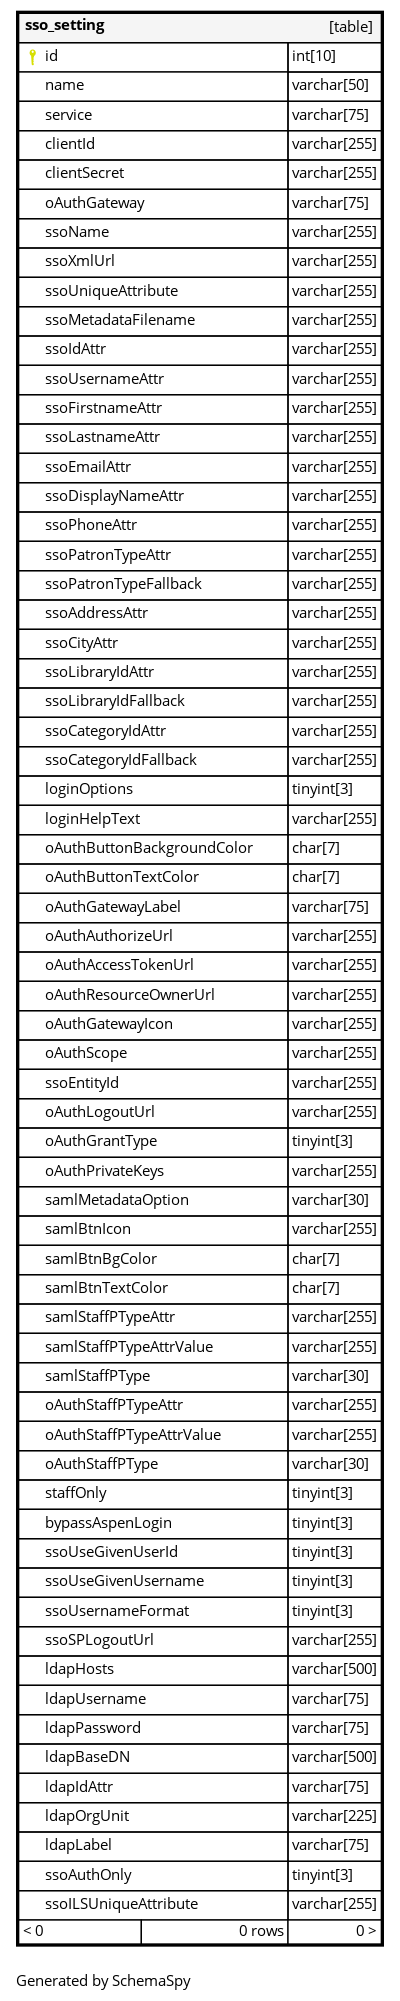 sso_setting [table]
id int[10]
name varchar[50]
service varchar[75]
clientId varchar[255]
clientSecret varchar[255]
oAuthGateway varchar[75]
ssoName varchar[255]
ssoXmlUrl varchar[255]
ssoUniqueAttribute varchar[255]
ssoMetadataFilename varchar[255]
ssoIdAttr varchar[255]
ssoUsernameAttr varchar[255]
ssoFirstnameAttr varchar[255]
ssoLastnameAttr varchar[255]
ssoEmailAttr varchar[255]
ssoDisplayNameAttr varchar[255]
ssoPhoneAttr varchar[255]
ssoPatronTypeAttr varchar[255]
ssoPatronTypeFallback varchar[255]
ssoAddressAttr varchar[255]
ssoCityAttr varchar[255]
ssoLibraryIdAttr varchar[255]
ssoLibraryIdFallback varchar[255]
ssoCategoryIdAttr varchar[255]
ssoCategoryIdFallback varchar[255]
loginOptions tinyint[3]
loginHelpText varchar[255]
oAuthButtonBackgroundColor char[7]
oAuthButtonTextColor char[7]
oAuthGatewayLabel varchar[75]
oAuthAuthorizeUrl varchar[255]
oAuthAccessTokenUrl varchar[255]
oAuthResourceOwnerUrl varchar[255]
oAuthGatewayIcon varchar[255]
oAuthScope varchar[255]
ssoEntityId varchar[255]
oAuthLogoutUrl varchar[255]
oAuthGrantType tinyint[3]
oAuthPrivateKeys varchar[255]
samlMetadataOption varchar[30]
samlBtnIcon varchar[255]
samlBtnBgColor char[7]
samlBtnTextColor char[7]
samlStaffPTypeAttr varchar[255]
samlStaffPTypeAttrValue varchar[255]
samlStaffPType varchar[30]
oAuthStaffPTypeAttr varchar[255]
oAuthStaffPTypeAttrValue varchar[255]
oAuthStaffPType varchar[30]
staffOnly tinyint[3]
bypassAspenLogin tinyint[3]
ssoUseGivenUserId tinyint[3]
ssoUseGivenUsername tinyint[3]
ssoUsernameFormat tinyint[3]
ssoSPLogoutUrl varchar[255]
ldapHosts varchar[500]
ldapUsername varchar[75]
ldapPassword varchar[75]
ldapBaseDN varchar[500]
ldapIdAttr varchar[75]
ldapOrgUnit varchar[225]
ldapLabel varchar[75]
ssoAuthOnly tinyint[3]
ssoILSUniqueAttribute varchar[255]
< 0 0 rows 0 >
Generated by SchemaSpy